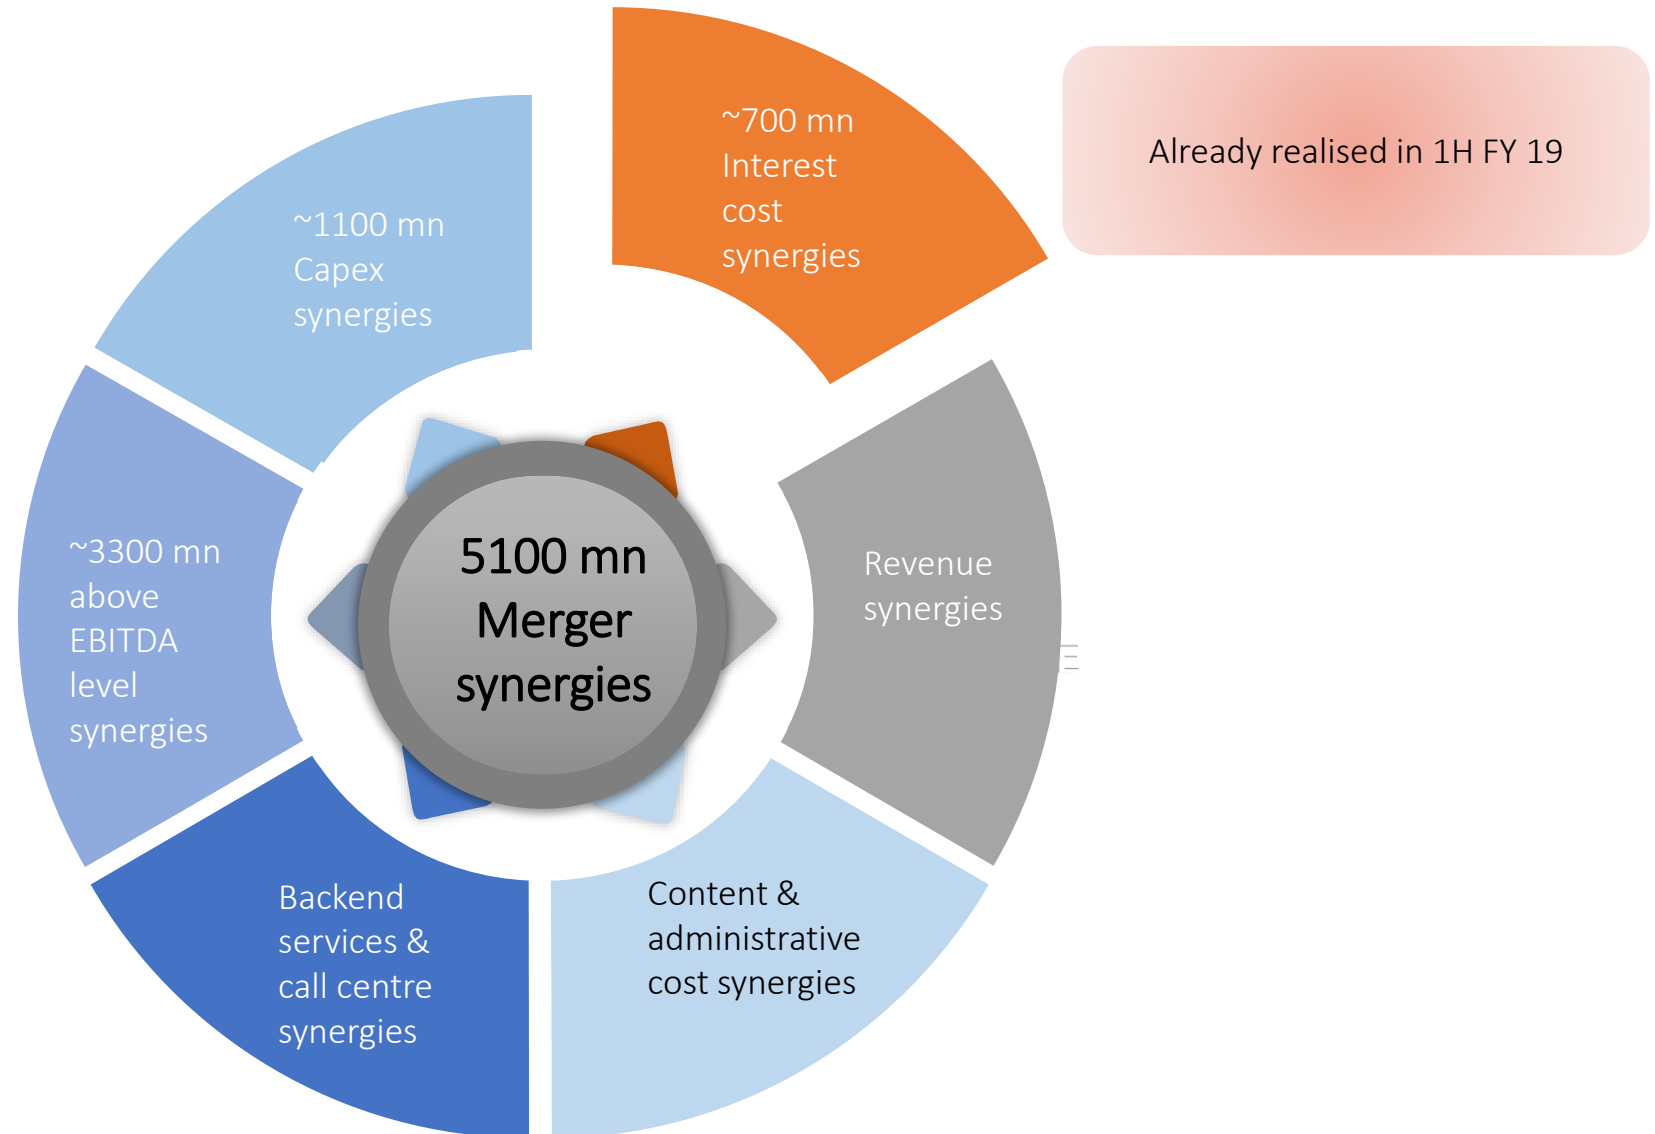 ~700 mn
Interest
cost
synergies
Already realised in 1H FY 19
~1100 mn
Capex
synergies
~3300 mn
above
EBITDA
level
synergies
5100 mn
Merger
synergies
Revenue
synergies
Backend
services &
call centre
synergies
Content &
administrative
cost synergies